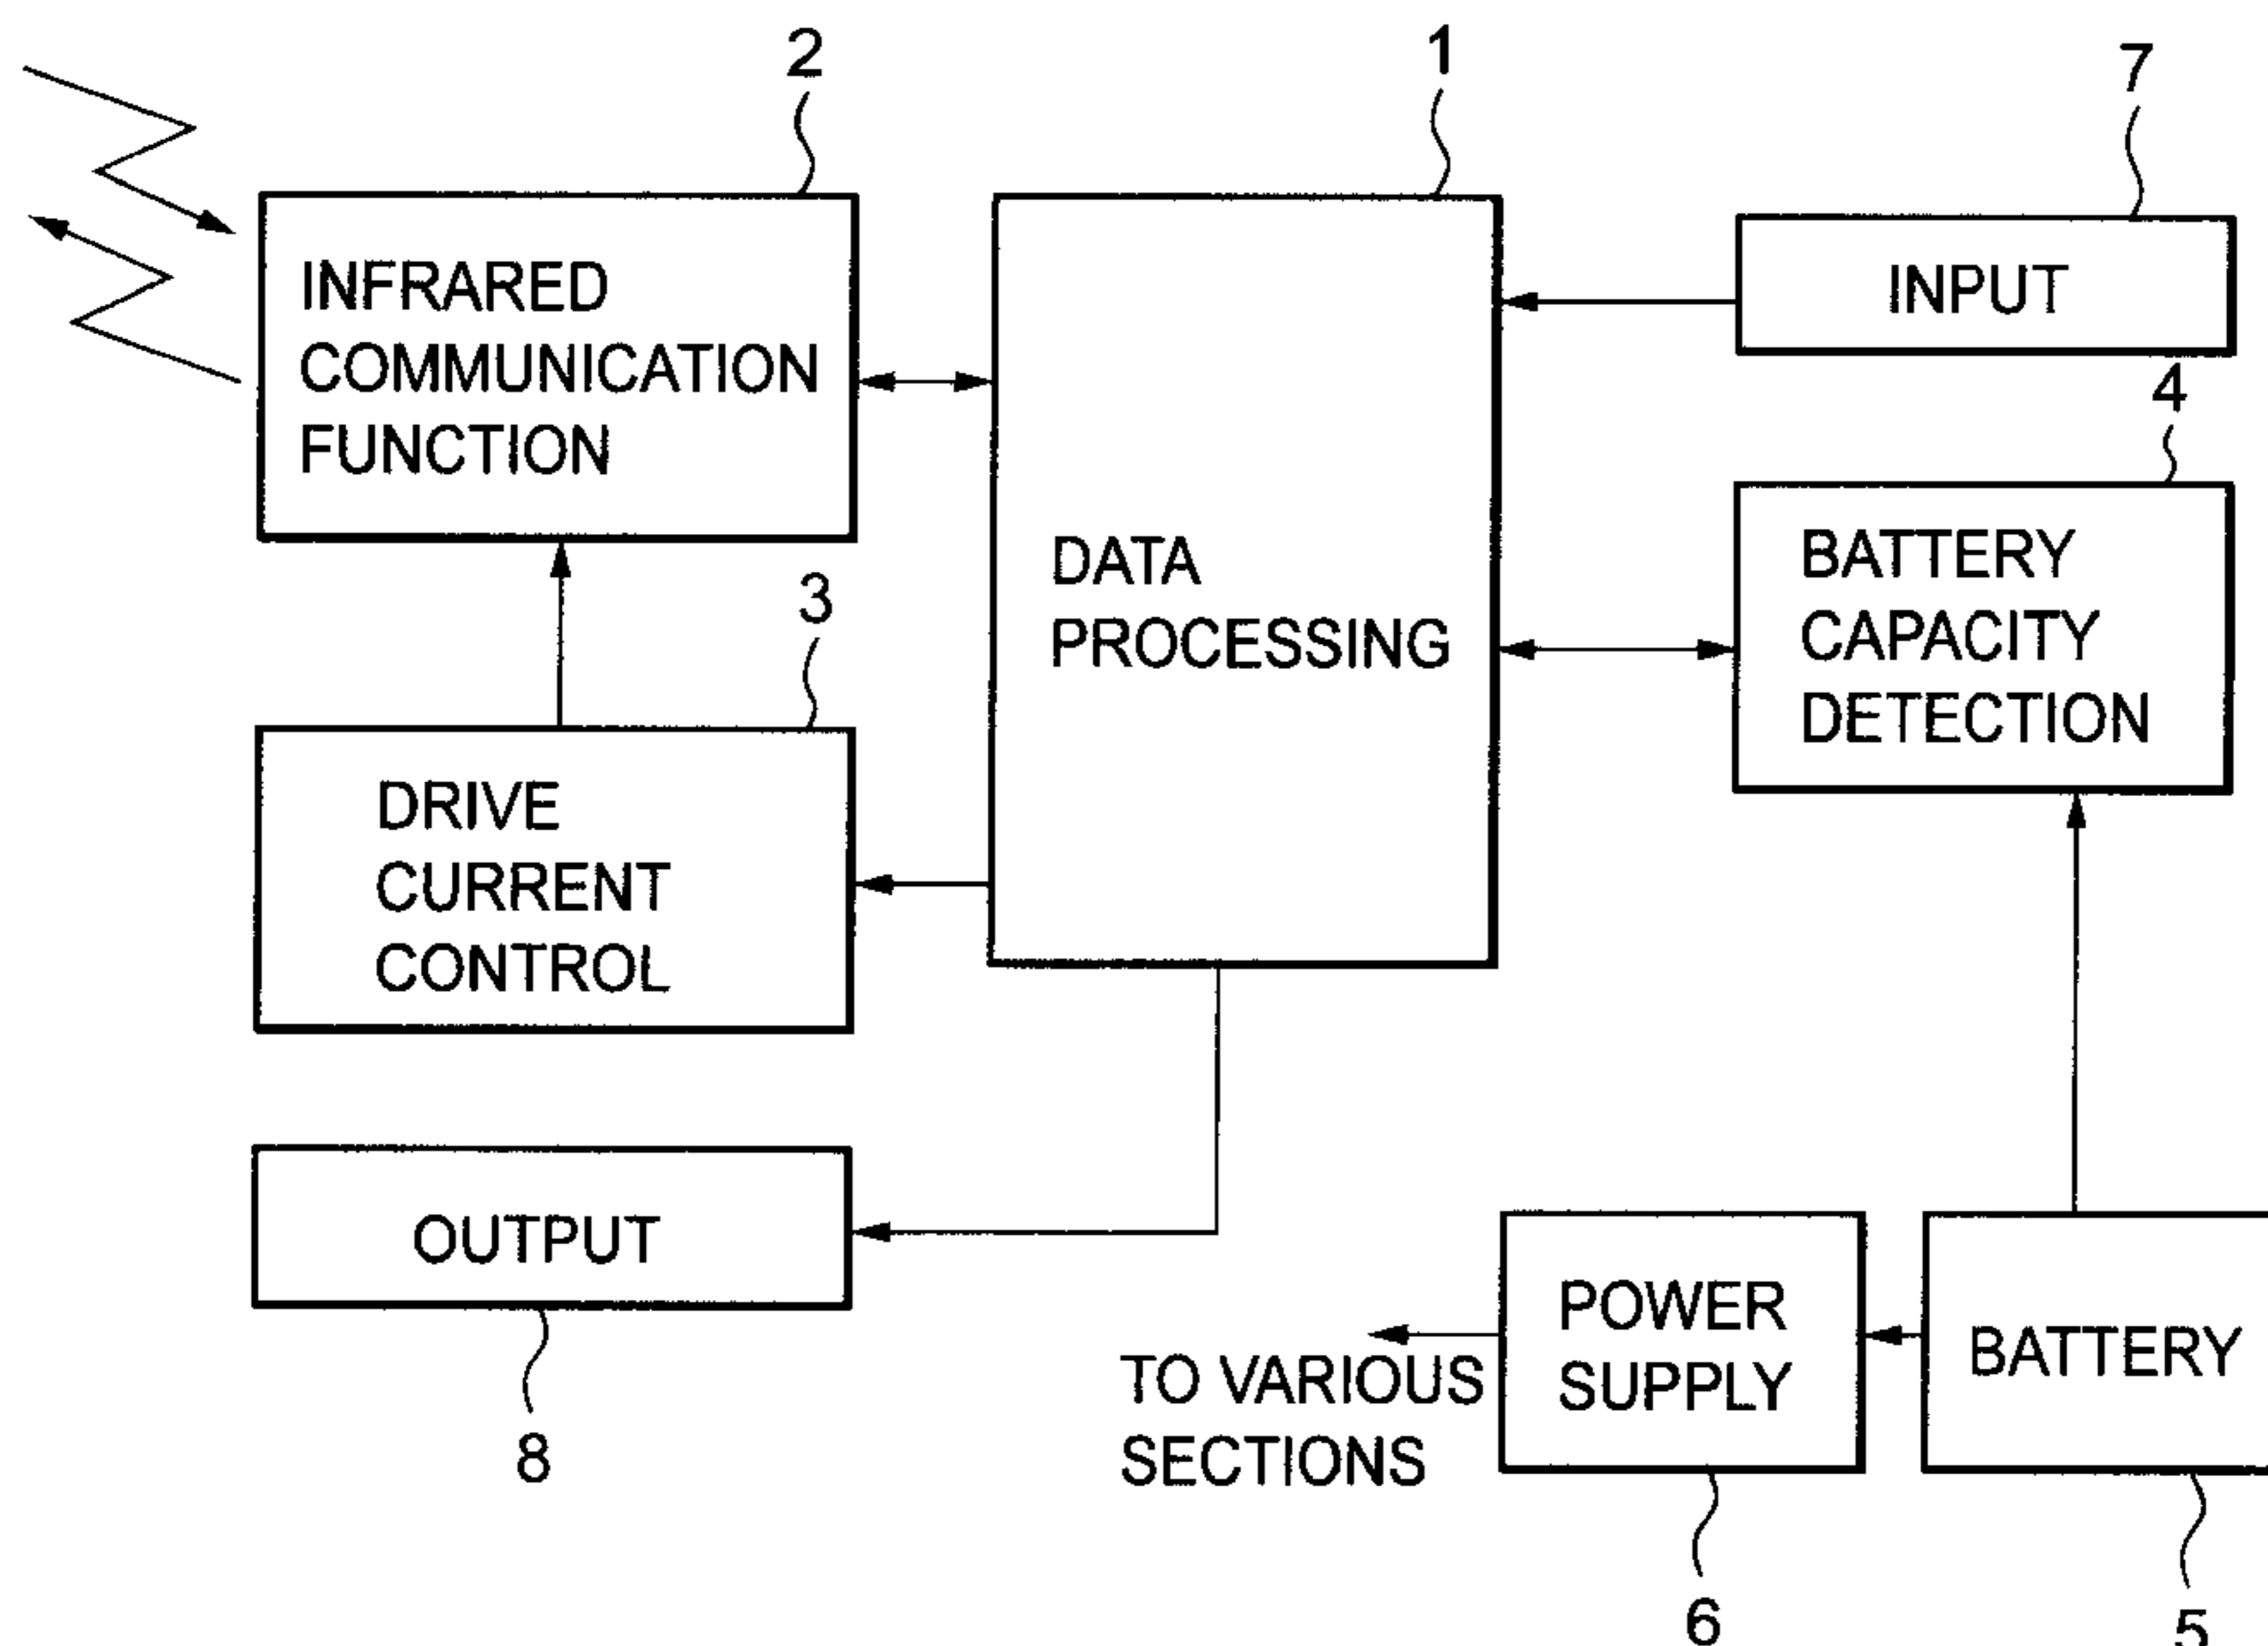 2
1
7
INFRARED
COMMUNICATION
FUNCTION
INPUT
4
DATA
PROCESSING
BATTERY
CAPACITY
DETECTION
3
DRIVE
CURRENT
CONTROL
OUTPUT
8
TO VARIOUS
SECTIONS
POWER
SUPPLY
BATTERY
6
5